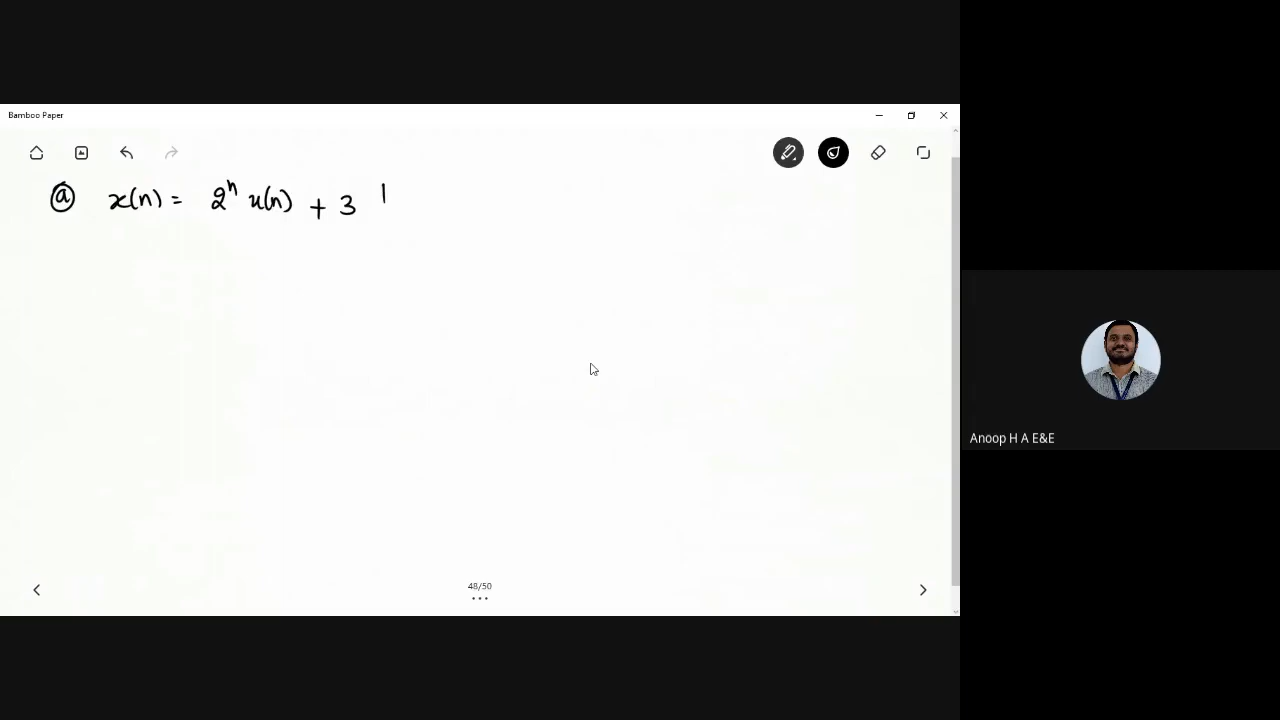 Bamboo Paper
ⓐ x(n) = 2ⁿ u(n) + 3 |
48/50
Anoop H A E&E